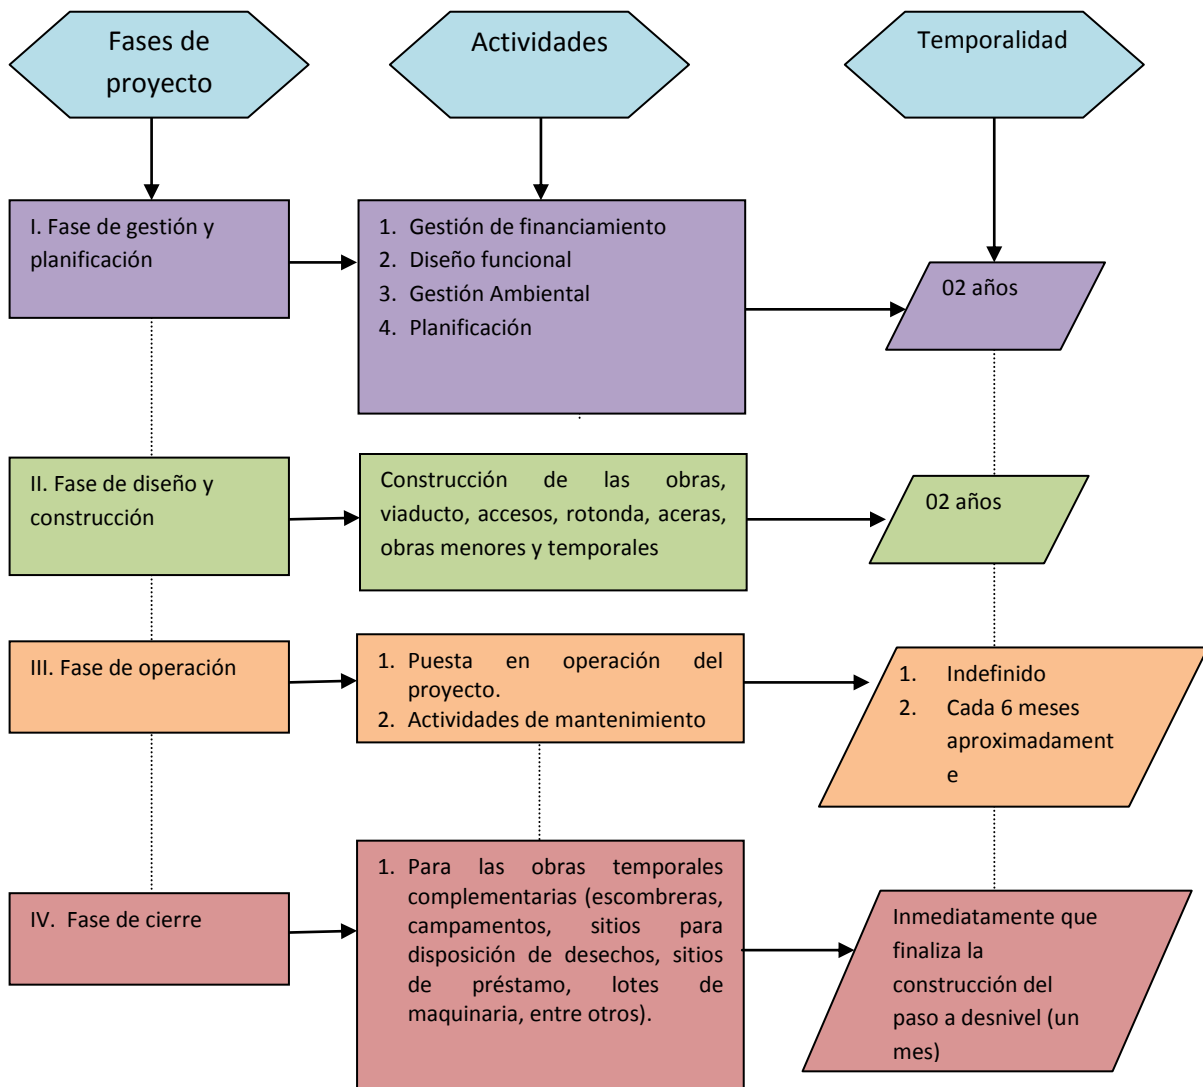 Fases de
proyecto
Actividades
Temporalidad
I. Fase de gestión y
planificación
1. Gestión de financiamiento
2. Diseño funcional
3. Gestión Ambiental
4. Planificación
02 años
II. Fase de diseño y
construcción
Construcción de las obras,
viaducto, accesos, rotonda, aceras,
obras menores y temporales
02 años
III. Fase de operación
1. Puesta en operación del
proyecto.
2. Actividades de mantenimiento
1. Indefinido
2. Cada 6 meses
aproximadament
e
IV. Fase de cierre
1. Para las obras temporales
complementarias (escombreras,
campamentos, sitios para
disposición de desechos, sitios
de préstamo, lotes de
maquinaria, entre otros).
Inmediatamente que
finaliza la
construcción del
paso a desnivel (un
mes)